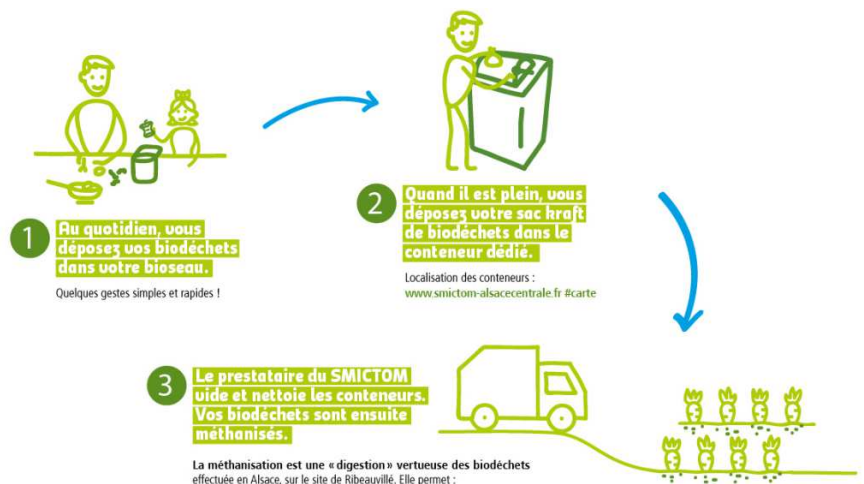 1
Au quotidien, vous
déposez vos biodéchets
dans votre bioseau.
Quelques gestes simples et rapides !
2
Quand il est plein, vous
déposez votre sac kraft
de biodéchets dans le
conteneur dédié.
Localisation des conteneurs :
www.smictom-alsacecentrale.fr #carte
3
Le prestataire du SMICTOM
vide et nettoie les conteneurs.
Vos biodéchets sont ensuite
méthanisés.
La méthanisation est une « digestion » vertueuse des biodéchets
effectuée en Alsace, sur le site de Ribeauvillé. Elle permet :